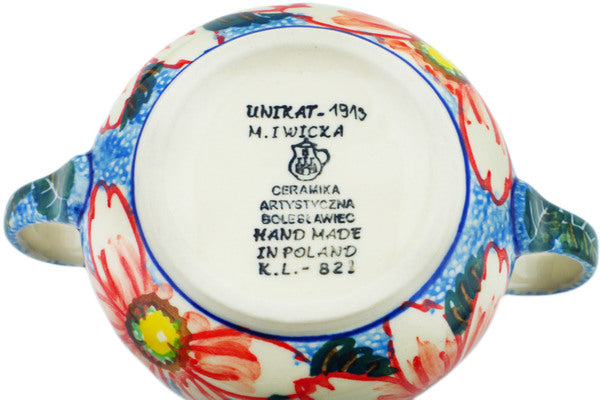 UNIKAT-1919
M.IWICKA
CERAMIKA
ARTYSTYCZNA
BOLESŁAWIEC
HAND MADE
IN POLAND
K.L.-821